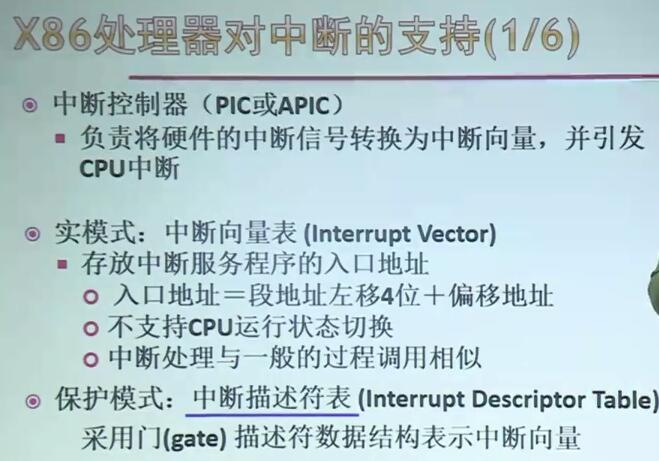 X86处理器对中断的支持(1/6)
中断控制器（PIC或APIC）
负责将硬件的中断信号转换为中断向量，并引发
CPU中断
实模式：中断向量表 (Interrupt Vector)
存放中断服务程序的入口地址
入口地址＝段地址左移4位＋偏移地址
不支持CPU运行状态切换
中断处理与一般的过程调用相似
保护模式：中断描述符表 (Interrupt Descriptor Table)
采用门(gate) 描述符数据结构表示中断向量